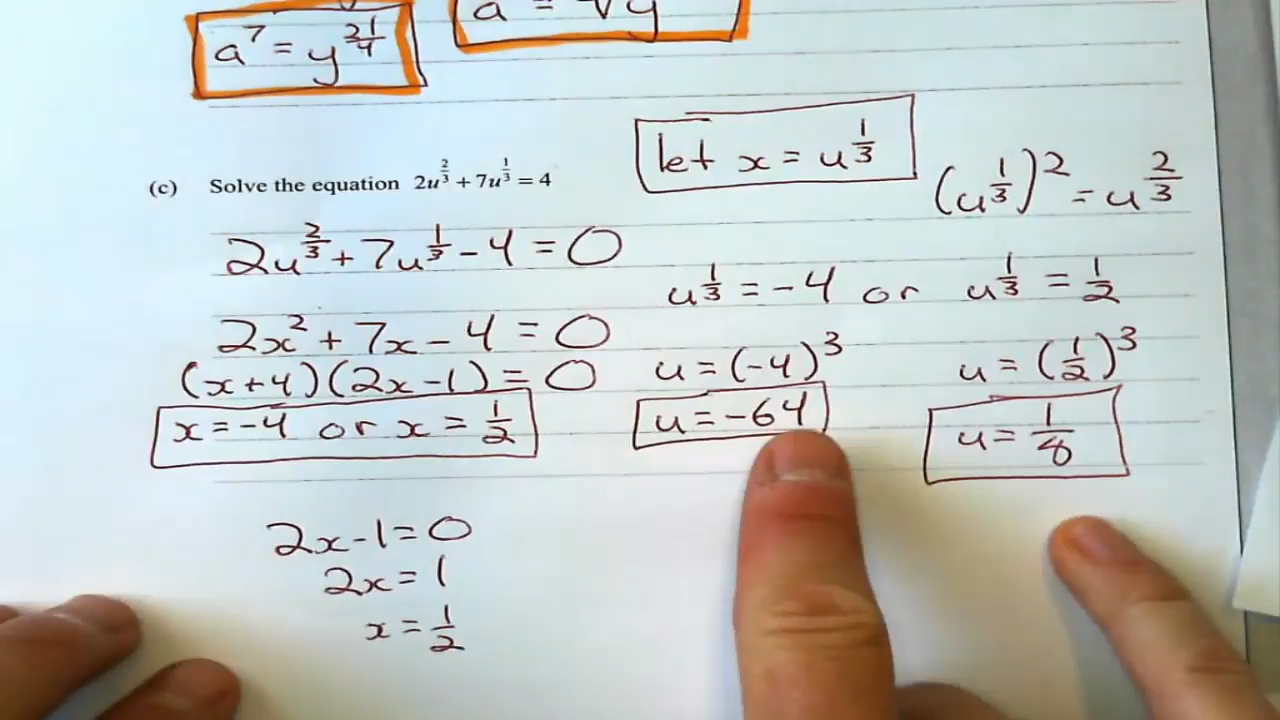 a⁷ = y^(21/4)
a = √y
(c) Solve the equation 2u^(2/3) + 7u^(1/3) = 4
let x = u^(1/3)
(u^(1/3))² = u^(2/3)
2u^(2/3) + 7u^(1/3) - 4 = 0
2x² + 7x - 4 = 0
(x+4)(2x-1) = 0
x = -4 or x = 1/2
2x-1 = 0
2x = 1
x = 1/2
u^(1/3) = -4 or u^(1/3) = 1/2
u = (-4)³
u = -64
u = (1/2)³
u = 1/8